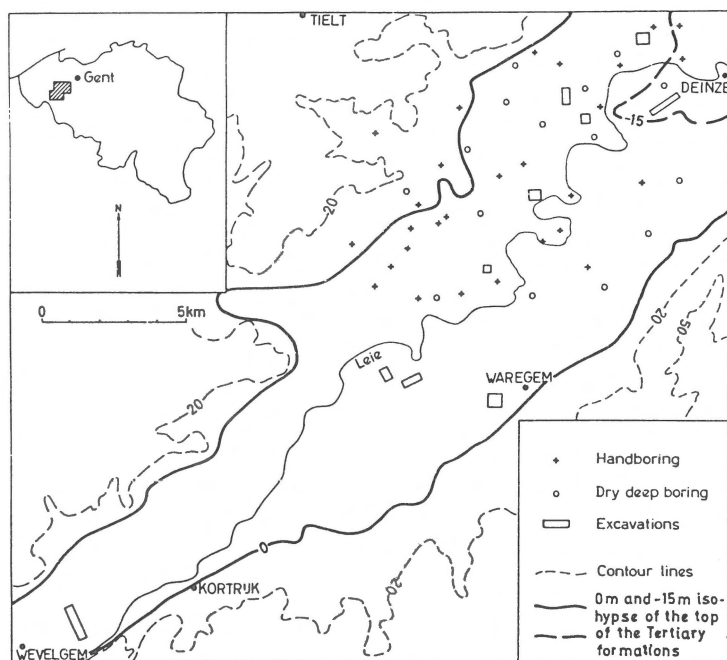 TIELT
Gent
DEINZE
-15
20
N
0 5km
20
50
20
Leie
WAREGEM
Handboring
Dry deep boring
Excavations
0
20
KORTRIJK
Contour lines
0m and -15m iso-
hypse of the top
of the Tertiary
formations
WEVELGEM